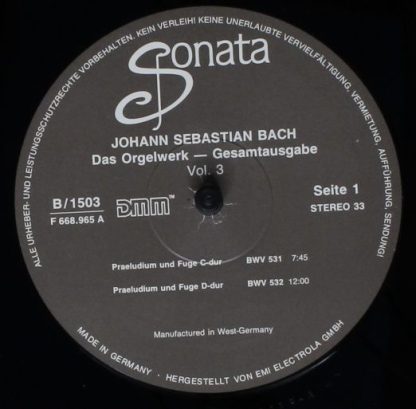 ALLE URHEBER- UND LEISTUNGSSCHUTZRECHTE VORBEHALTEN. KEIN VERLEIH! KEINE UNERLAUBTE VERVIELFÄLTIGUNG, VERMIETUNG, AUFFÜHRUNG, SENDUNG!
Sonata
JOHANN SEBASTIAN BACH
Das Orgelwerk — Gesamtausgabe
Vol. 3
B/1503
F 668.965 A
DMM™
Seite 1
STEREO 33
Praeludium und Fuge C-dur BWV 531 7:45
Praeludium und Fuge D-dur BWV 532 12:00
Manufactured in West-Germany
MADE IN GERMANY · HERGESTELLT VON EMI ELECTROLA GMBH